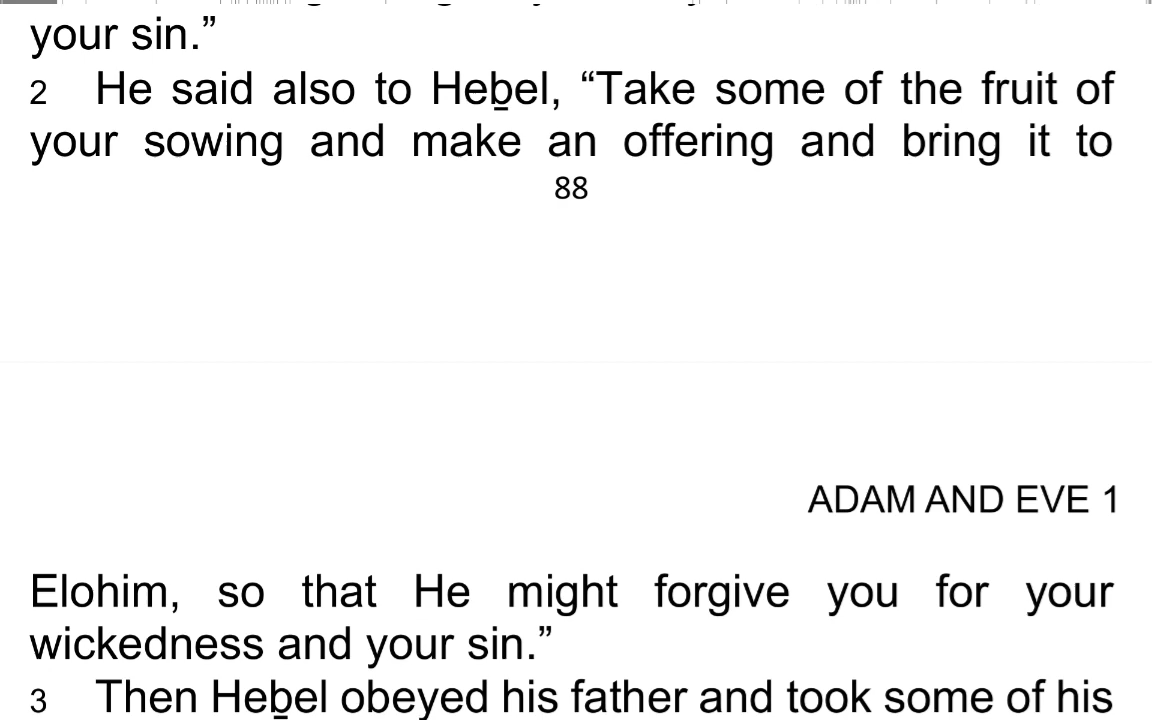 your sin.”
2 He said also to Heḇel, “Take some of the fruit of
your sowing and make an offering and bring it to
88
ADAM AND EVE 1
Elohim, so that He might forgive you for your
wickedness and your sin.”
3 Then Heḇel obeyed his father and took some of his